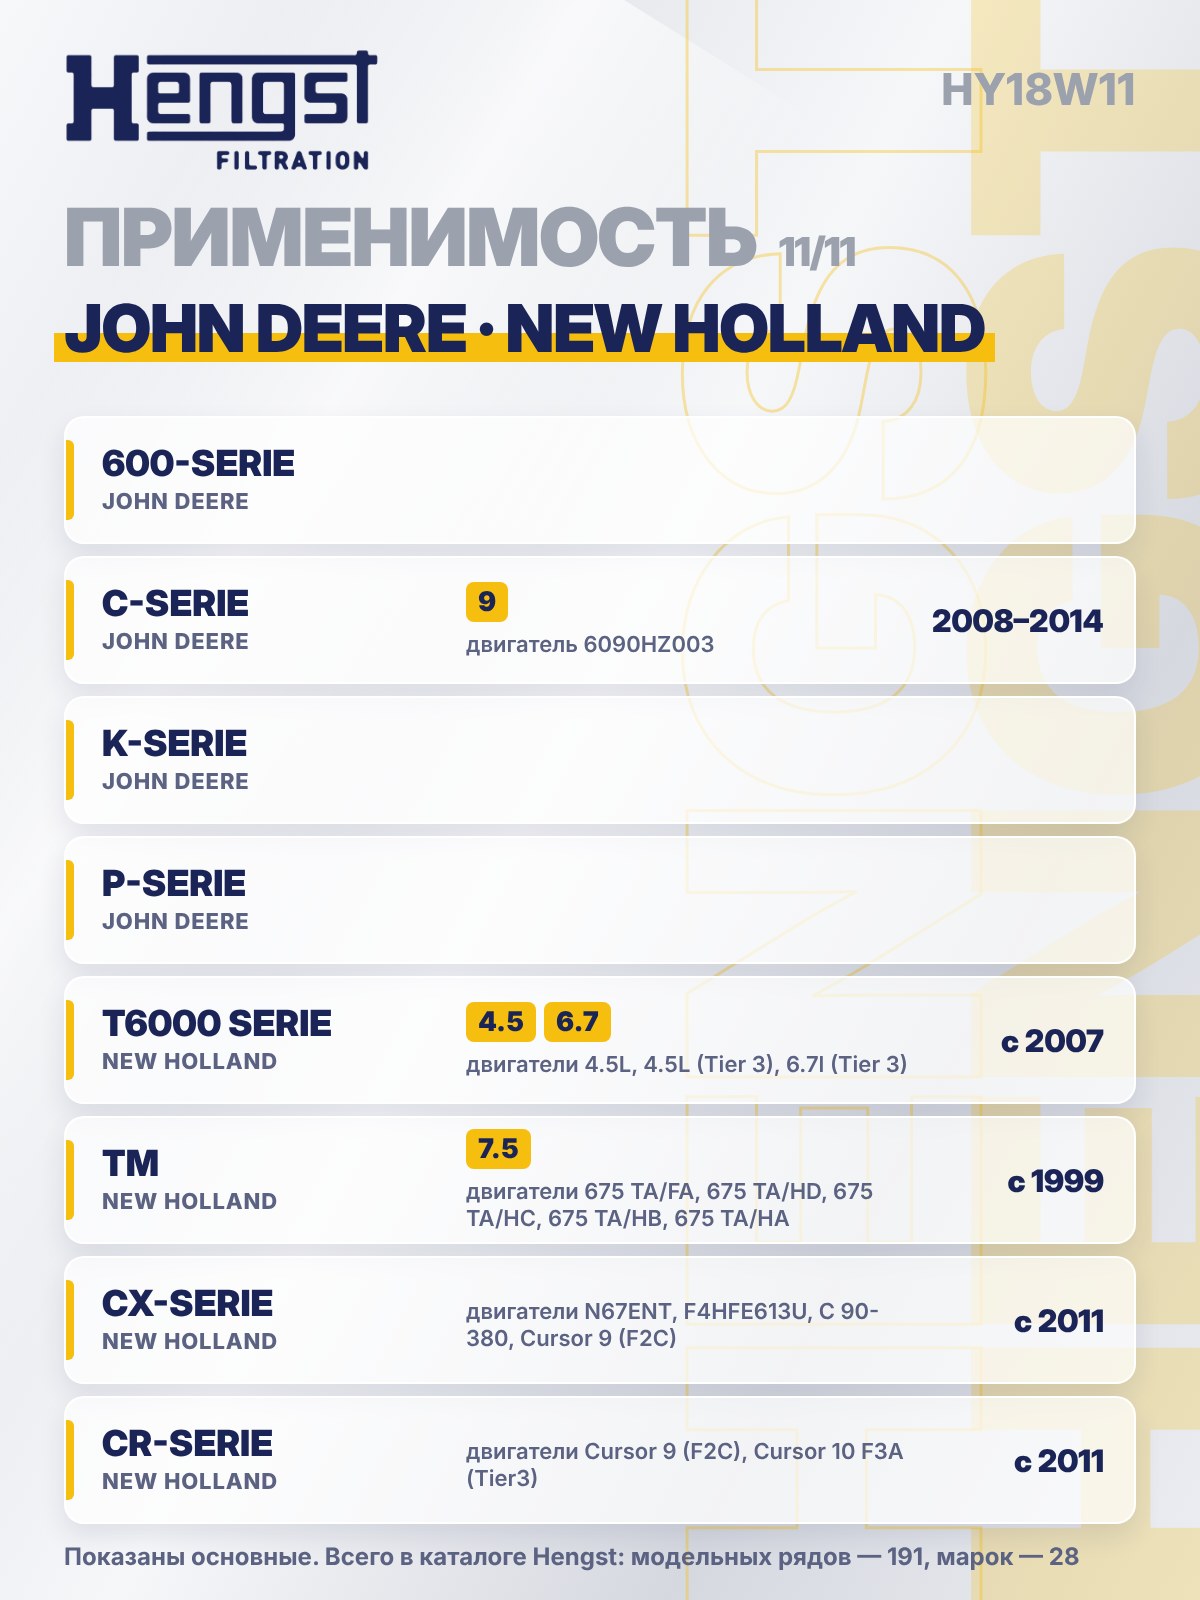 Hengst
FILTRATION
HY18W11
ПРИМЕНИМОСТЬ 11/11
JOHN DEERE · NEW HOLLAND
600-SERIE
JOHN DEERE
C-SERIE
JOHN DEERE
9
двигатель 6090HZ003
2008–2014
K-SERIE
JOHN DEERE
P-SERIE
JOHN DEERE
T6000 SERIE
NEW HOLLAND
4.5 6.7
двигатели 4.5L, 4.5L (Tier 3), 6.7l (Tier 3)
с 2007
TM
NEW HOLLAND
7.5
двигатели 675 TA/FA, 675 TA/HD, 675
TA/HC, 675 TA/HB, 675 TA/HA
с 1999
CX-SERIE
NEW HOLLAND
двигатели N67ENT, F4HFE613U, C 90-
380, Cursor 9 (F2C)
с 2011
CR-SERIE
NEW HOLLAND
двигатели Cursor 9 (F2C), Cursor 10 F3A
(Tier3)
с 2011
Показаны основные. Всего в каталоге Hengst: модельных рядов — 191, марок — 28
HENGST